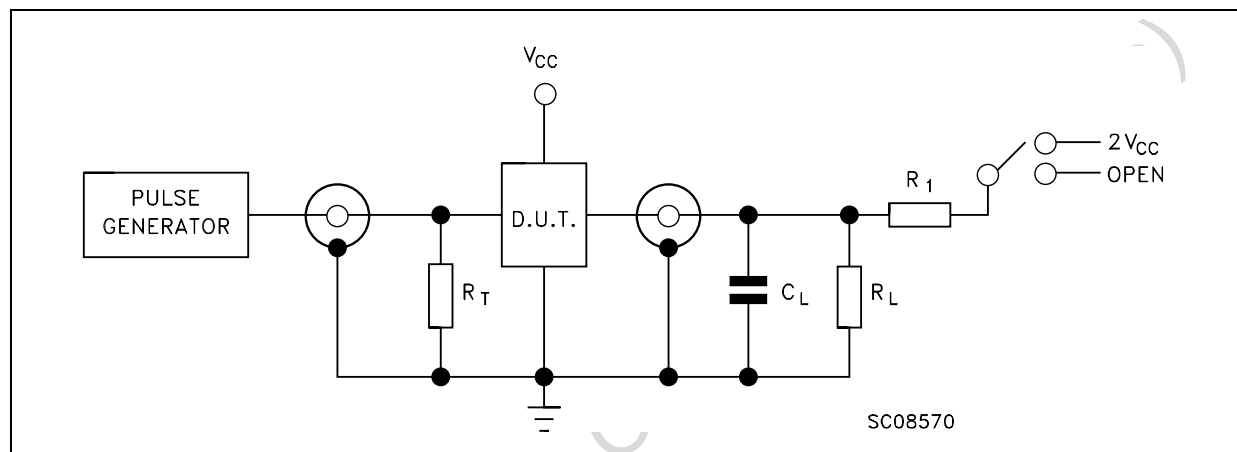 VCC
PULSE
GENERATOR
D.U.T.
RT
CL
RL
R1
2VCC
OPEN
SC08570